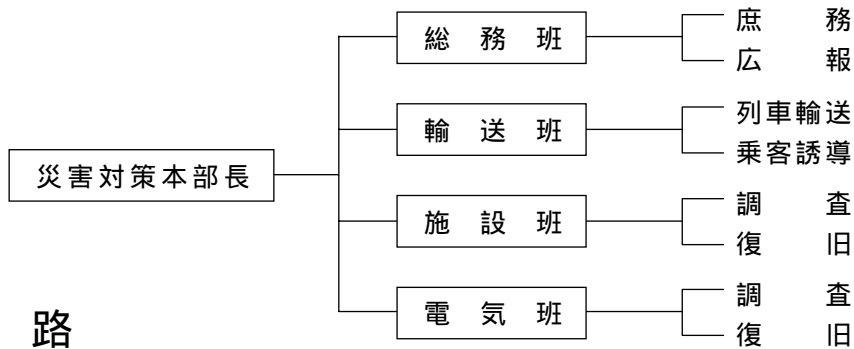 災害対策本部長
総務班
庶務
広報
輸送班
列車輸送
乗客誘導
施設班
調査
復旧
電気班
調査
復旧
路